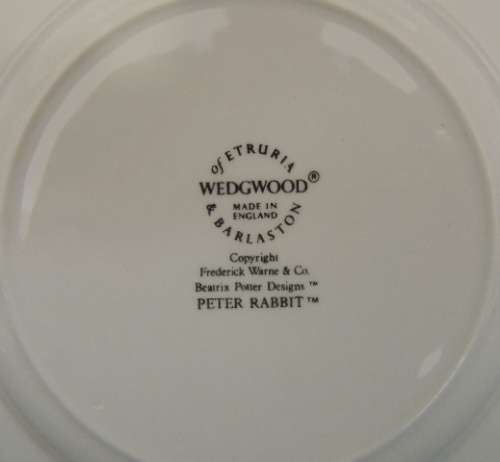 of ETRURIA
WEDGWOOD®
MADE IN
ENGLAND
& BARLASTON
Copyright
Frederick Warne & Co.
Beatrix Potter Designs ™
PETER RABBIT ™